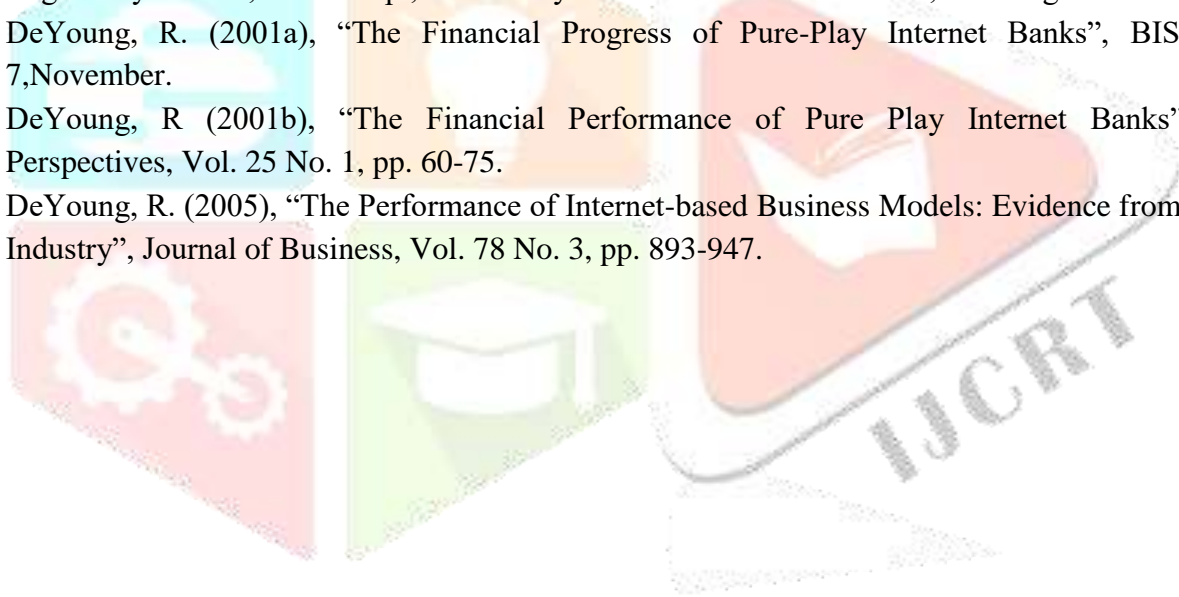 DeYoung, R. (2001a), “The Financial Progress of Pure-Play Internet Banks”, BIS
7,November.
DeYoung, R (2001b), “The Financial Performance of Pure Play Internet Banks”
Perspectives, Vol. 25 No. 1, pp. 60-75.
DeYoung, R. (2005), “The Performance of Internet-based Business Models: Evidence from
Industry”, Journal of Business, Vol. 78 No. 3, pp. 893-947.
IJCRT